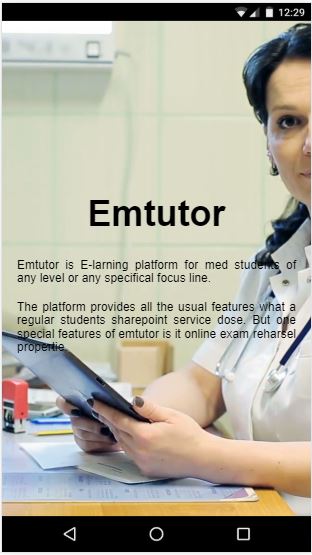 12:29
Emtutor
Emtutor is E-larning platform for med students of
any level or any specifical focus line.
The platform provides all the usual features what a
regular students sharepoint service dose. But one
special features of emtutor is it online exam reharsel
propertie.